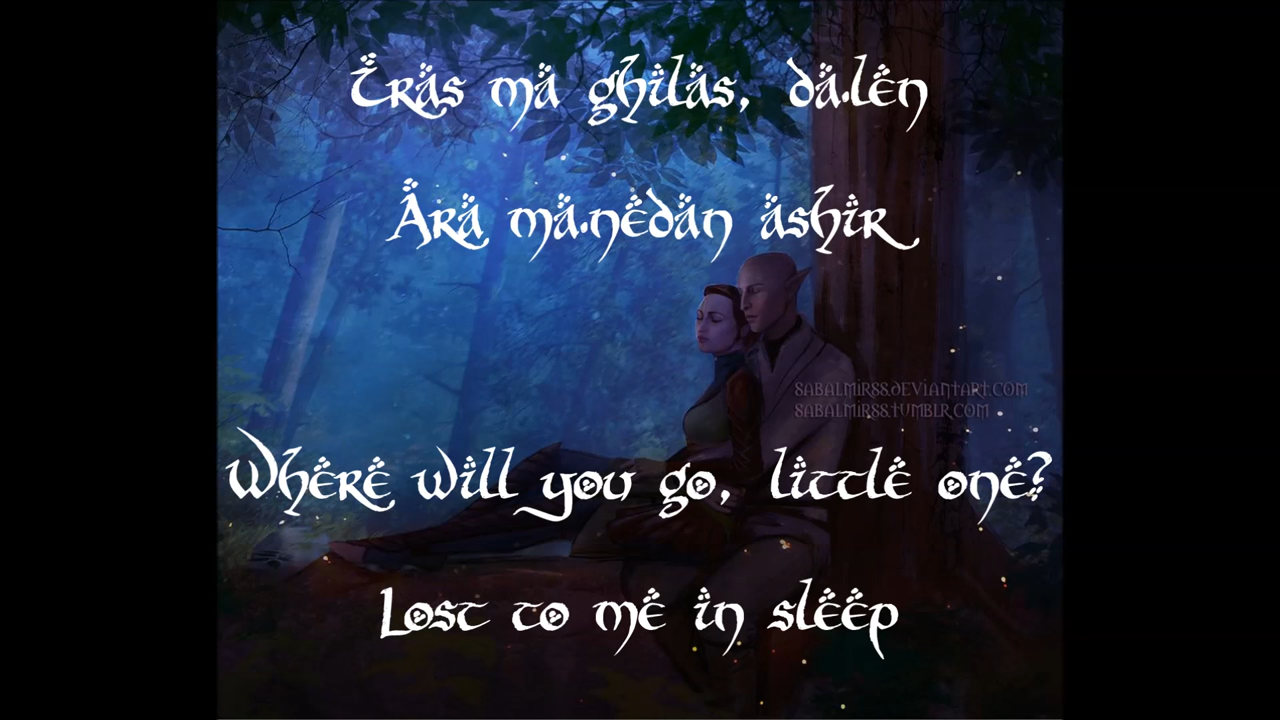 Tras ma ghilas, da'len
Ara ma'nedan ashir
sabalmirss.deviantart.com
sabalmirss.tumblr.com
Where will you go, little one?
Lost to me in sleep